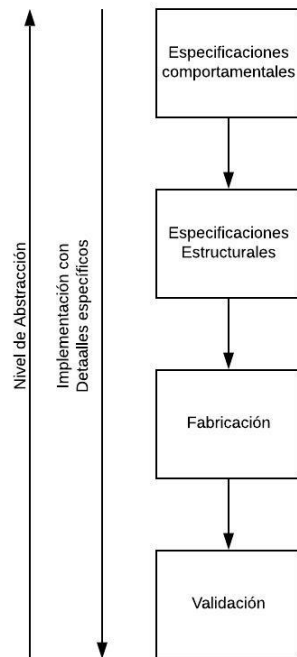 Nivel de Abstracción
Implementación con
Detaalles específicos
Especificaciones
comportamentales
Especificaciones
Estructurales
Fabricación
Validación